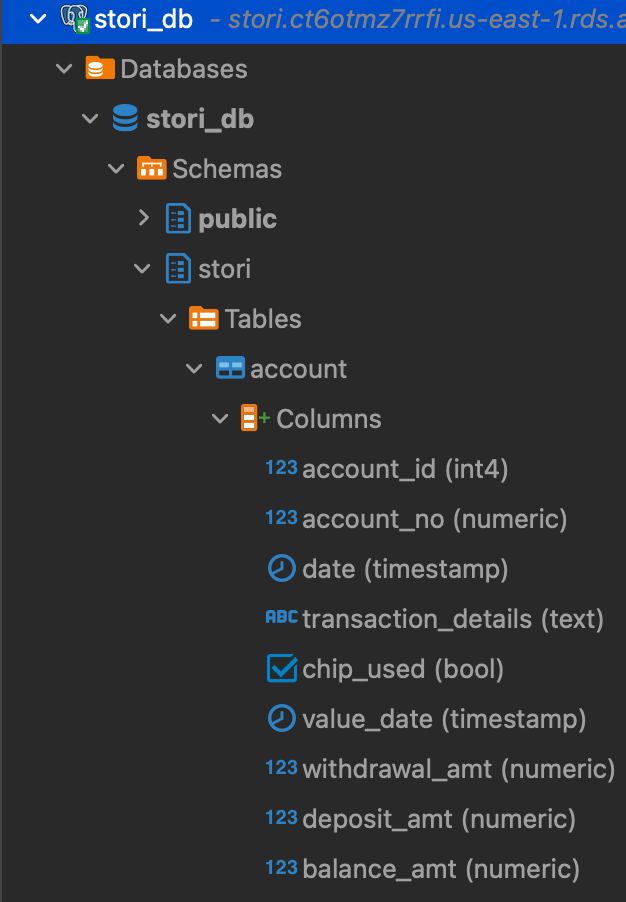 stori_db - stori.ct6otmz7rrfi.us-east-1.rds.a
Databases
stori_db
Schemas
public
stori
Tables
account
Columns
123 account_id (int4)
123 account_no (numeric)
date (timestamp)
ABC transaction_details (text)
chip_used (bool)
value_date (timestamp)
123 withdrawal_amt (numeric)
123 deposit_amt (numeric)
123 balance_amt (numeric)